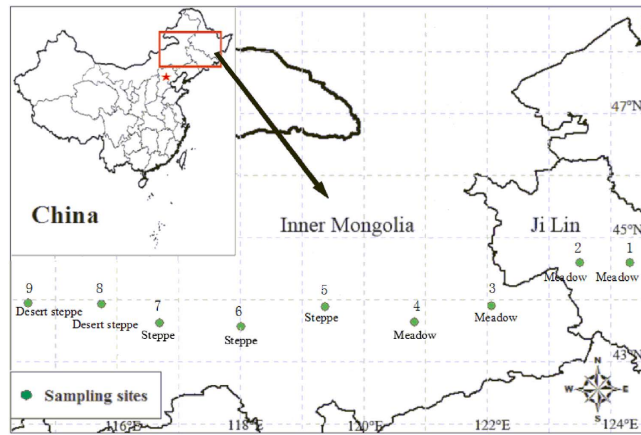 China
Inner Mongolia
Ji Lin
47°N
45°N
43°N
1
Meadow
2
Meadow
3
Meadow
4
Meadow
5
Steppe
6
Steppe
7
Steppe
8
Desert steppe
9
Desert steppe
N
W E
S
Sampling sites
116°E
118°E
120°E
122°E
124°E